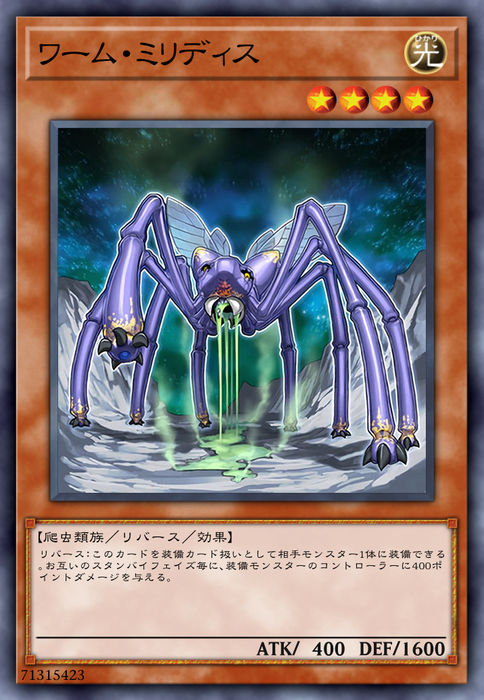 ワーム・ミリディス
ひかり
光
【爬虫類族／リバース／効果】
リバース：このカードを装備カード扱いとして相手モンスター1体に装備できる
。お互いのスタンバイフェイズ毎に、装備モンスターのコントローラーに400ポ
イントダメージを与える。
ATK/ 400 DEF/1600
71315423